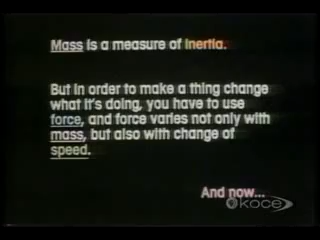 Mass is a measure of inertia.
But in order to make a thing change
what it's doing, you have to use
force, and force varies not only with
mass, but also with change of
speed.
And now...
koce